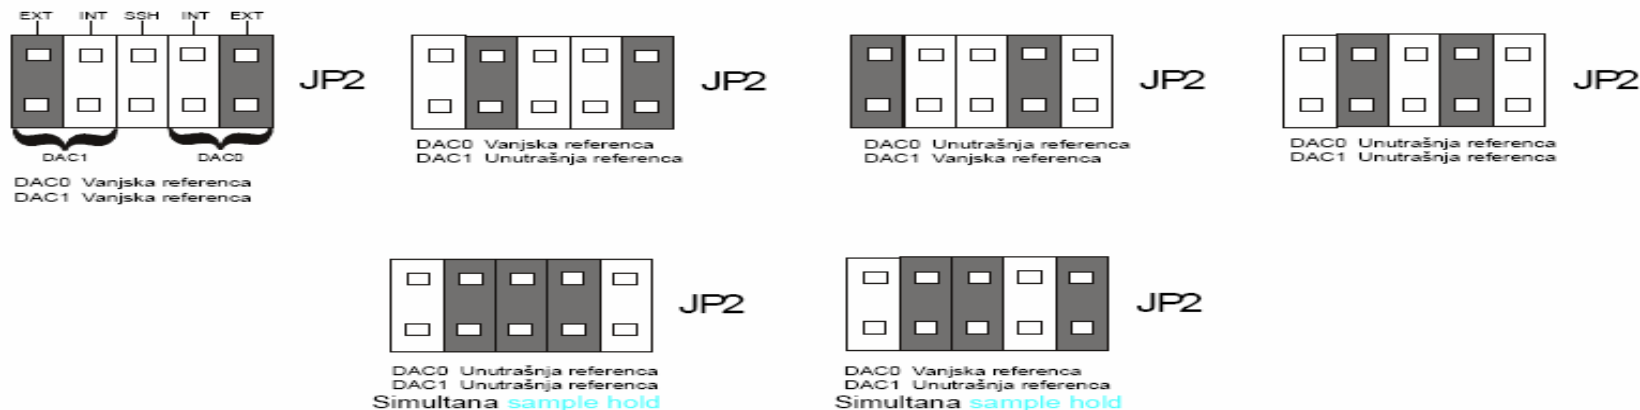 EXT INT SSH INT EXT
JP2
DAC1 DAC0
DAC0 Vanjska referenca
DAC1 Vanjska referenca
JP2
DAC0 Vanjska referenca
DAC1 Unutrašnja referenca
JP2
DAC0 Unutrašnja referenca
DAC1 Vanjska referenca
JP2
DAC0 Unutrašnja referenca
DAC1 Unutrašnja referenca
JP2
DAC0 Unutrašnja referenca
DAC1 Unutrašnja referenca
Simultana sample hold
JP2
DAC0 Vanjska referenca
DAC1 Unutrašnja referenca
Simultana sample hold